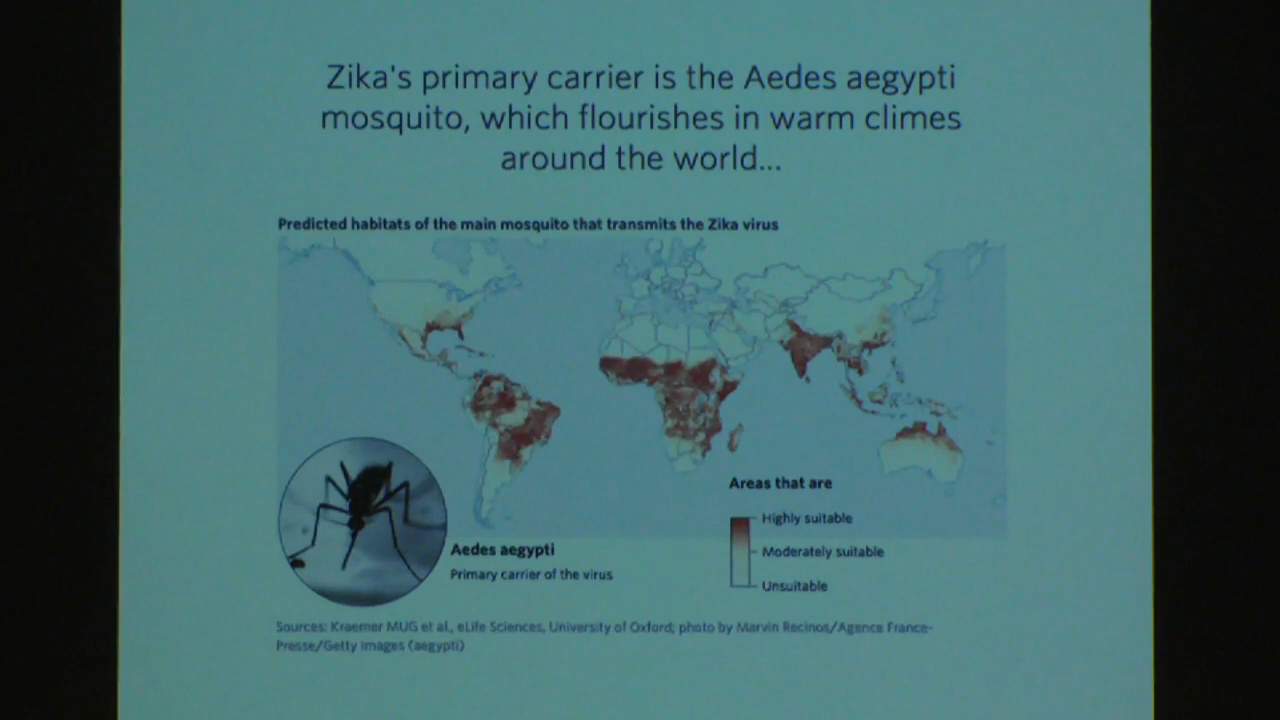 Zika's primary carrier is the Aedes aegypti
mosquito, which flourishes in warm climes
around the world...
Predicted habitats of the main mosquito that transmits the Zika virus
Areas that are
Highly suitable
Moderately suitable
Unsuitable
Aedes aegypti
Primary carrier of the virus
Sources: Kraemer MUG et al., eLife Sciences, University of Oxford; photo by Marvin Recinos/Agence France-
Presse/Getty Images (aegypti)